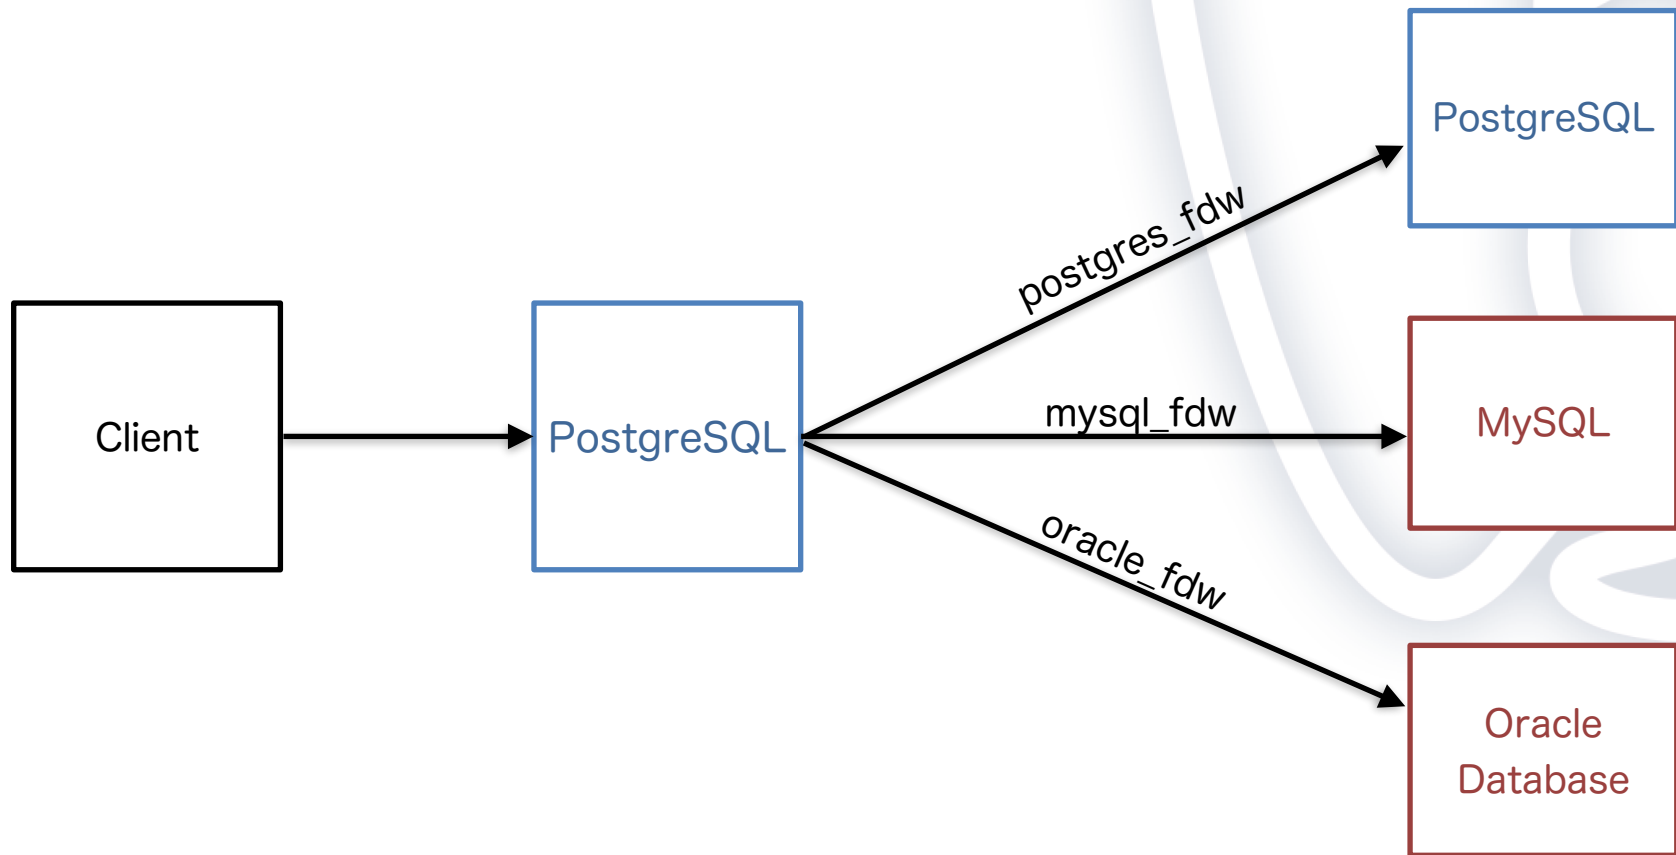 PostgreSQL
postgres_fdw
Client
PostgreSQL
mysql_fdw
MySQL
oracle_fdw
Oracle
Database